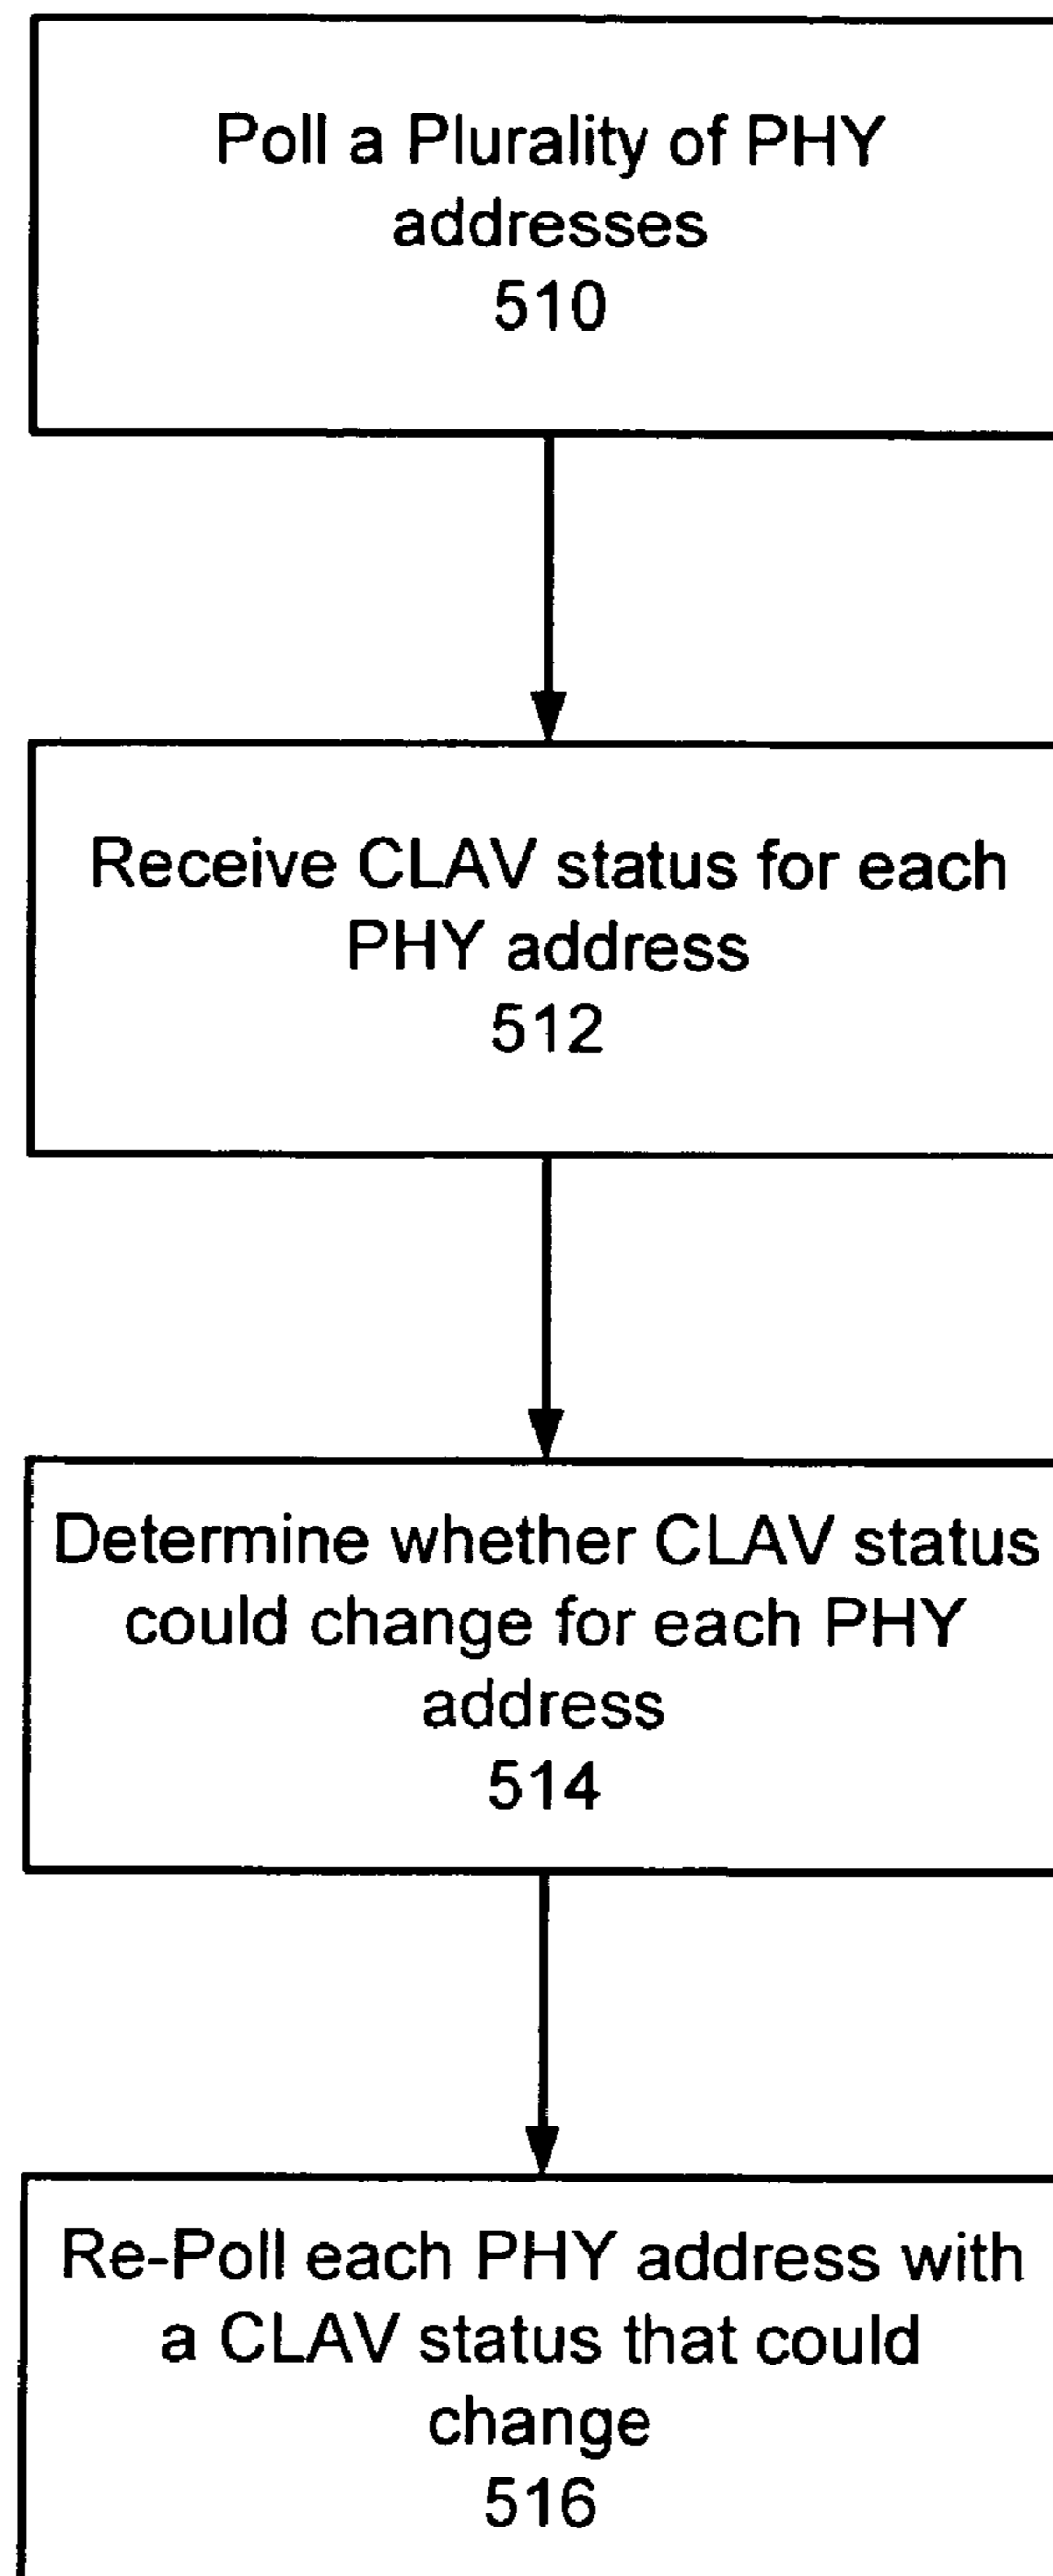 Poll a Plurality of PHY
addresses
510
Receive CLAV status for each
PHY address
512
Determine whether CLAV status
could change for each PHY
address
514
Re-Poll each PHY address with
a CLAV status that could
change
516